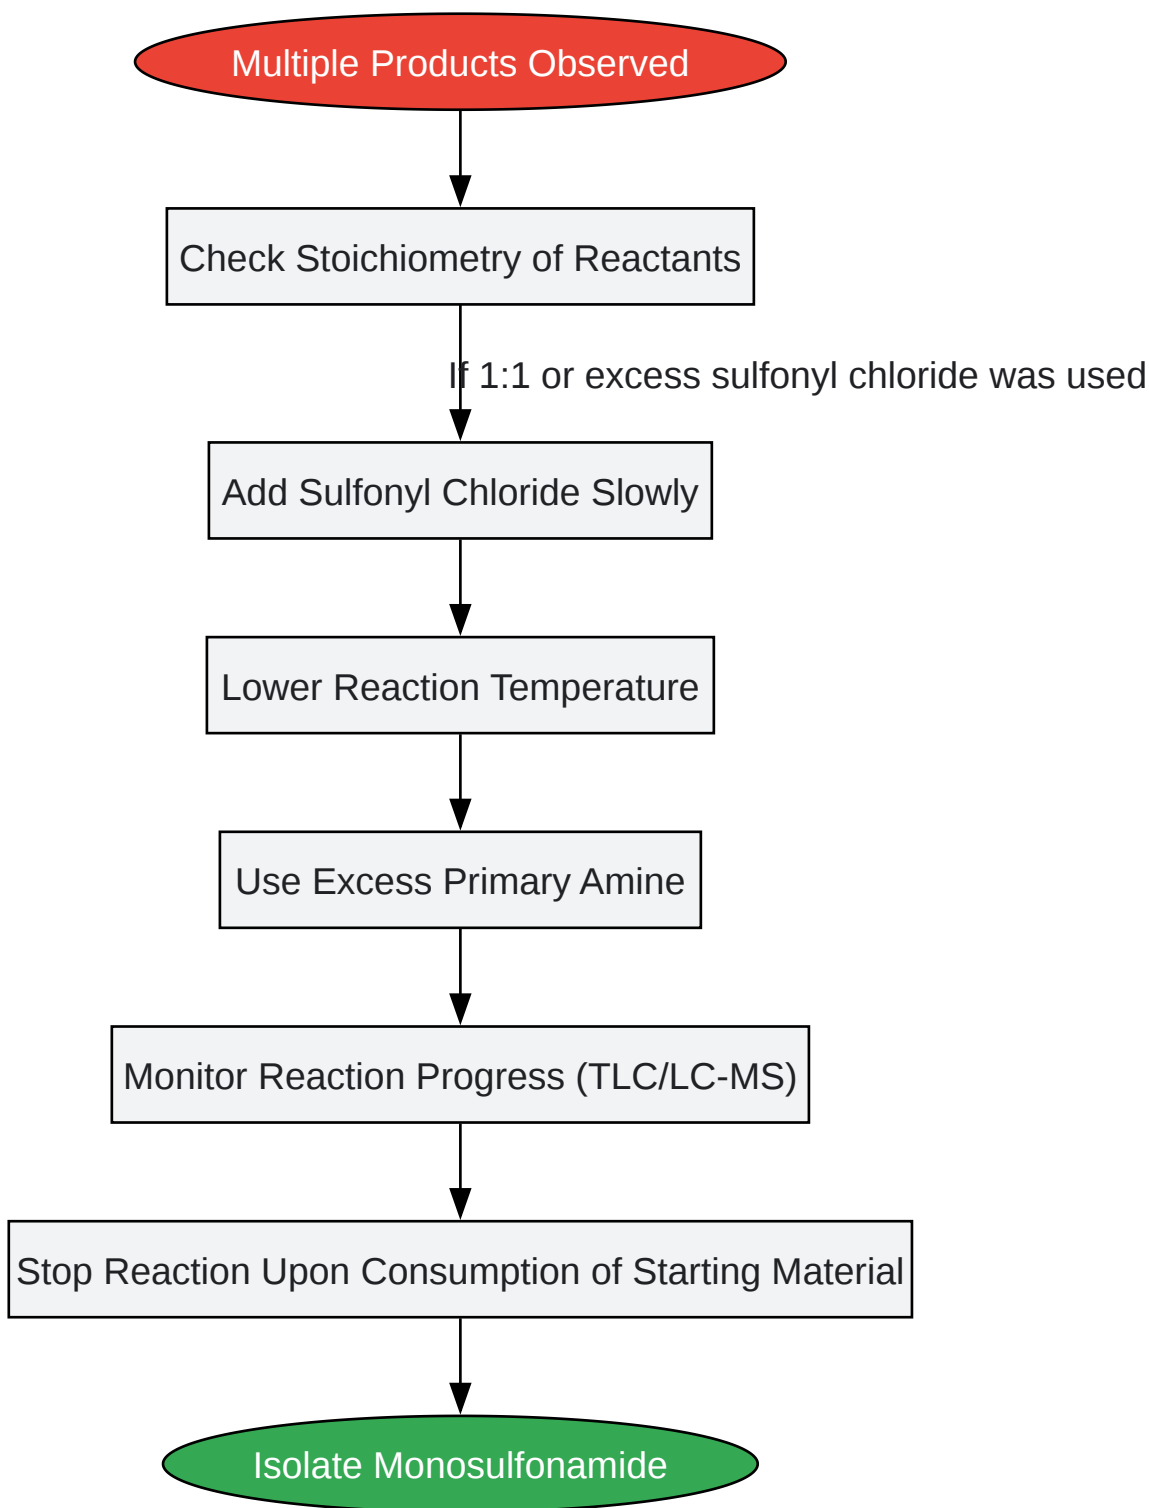 Multiple Products Observed
Check Stoichiometry of Reactants
If 1:1 or excess sulfonyl chloride was used
Add Sulfonyl Chloride Slowly
Lower Reaction Temperature
Use Excess Primary Amine
Monitor Reaction Progress (TLC/LC-MS)
Stop Reaction Upon Consumption of Starting Material
Isolate Monosulfonamide